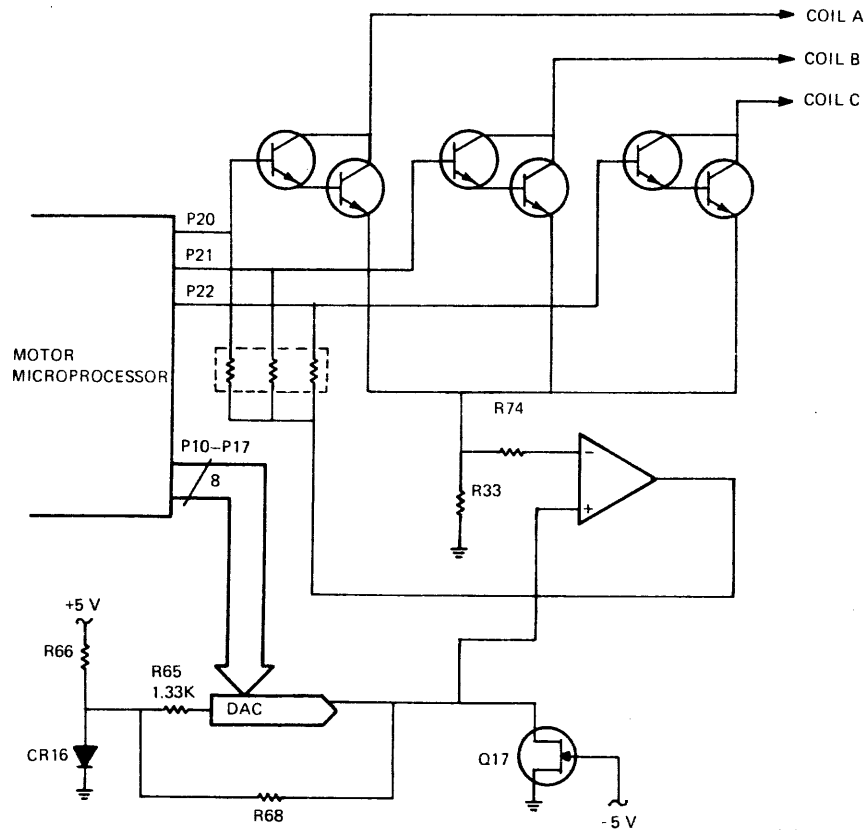 COIL A
COIL B
COIL C
P20
P21
P22
MOTOR
MICROPROCESSOR
R74
P10–P17
8
R33
−
+
+5 V
R66
R65
1.33K
DAC
CR16
Q17
R68
-5 V